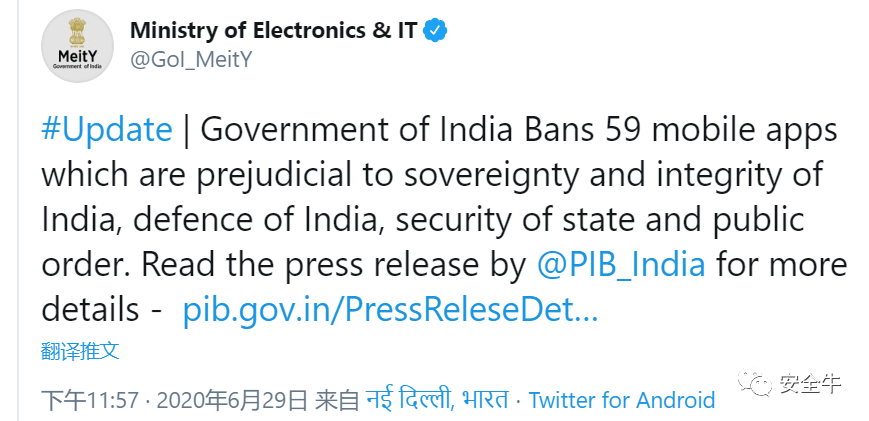 Ministry of Electronics & IT
MeitY
Government of India
@GoI_MeitY
#Update | Government of India Bans 59 mobile apps
which are prejudicial to sovereignty and integrity of
India, defence of India, security of state and public
order. Read the press release by @PIB_India for more
details - pib.gov.in/PressReleseDet...
翻译推文
下午11:57 · 2020年6月29日 来自 नई दिल्ली, भारत · Twitter for Android
安全牛